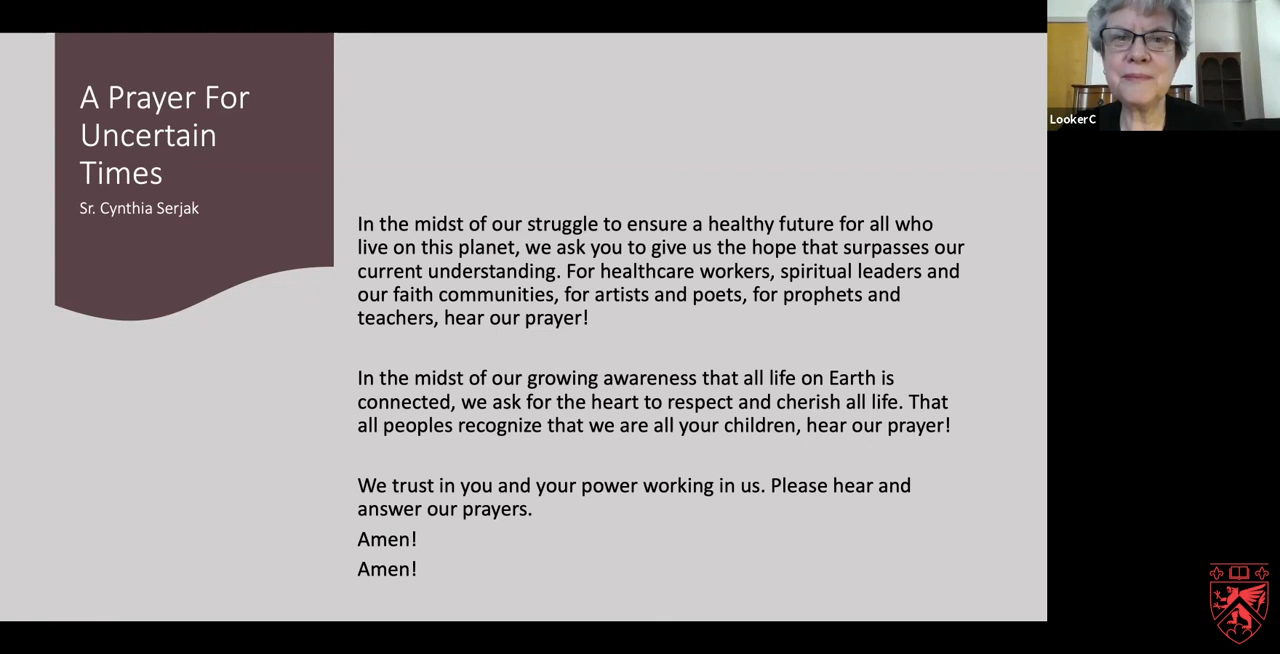 A Prayer For
Uncertain
Times
Sr. Cynthia Serjak
In the midst of our struggle to ensure a healthy future for all who
live on this planet, we ask you to give us the hope that surpasses our
current understanding. For healthcare workers, spiritual leaders and
our faith communities, for artists and poets, for prophets and
teachers, hear our prayer!
In the midst of our growing awareness that all life on Earth is
connected, we ask for the heart to respect and cherish all life. That
all peoples recognize that we are all your children, hear our prayer!
We trust in you and your power working in us. Please hear and
answer our prayers.
Amen!
Amen!
LookerC